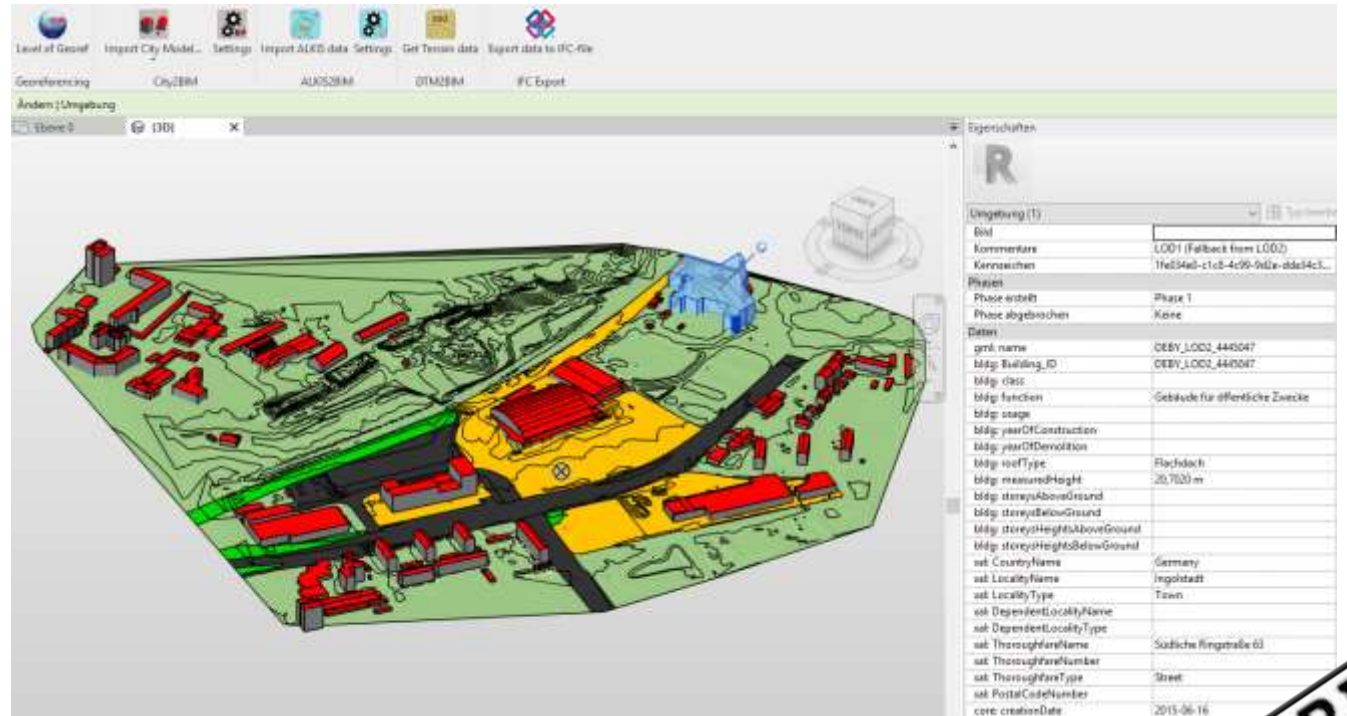 Level of Georef Import City Model... Settings Import ALKIS data Settings Get Terrain data Export data to IFC-file
Georeferencing City2BIM ALKIS2BIM DTM2BIM IFC Export
Ändern | Umgebung
Ebene 0 {3D}
Eigenschaften
R
Umgebung (1)
Bild
Kommentare LOD1 (Fallback from LOD2)
Kennzeichen
Phasen
Phase erstellt Phase 1
Phase abgebrochen Keine
Daten
gml: name DEBY_LOD2_4445047
bldg: Building_ID DEBY_LOD2_4445047
bldg: class
bldg: function Gebäude für öffentliche Zwecke
bldg: usage
bldg: yearOfConstruction
bldg: yearOfDemolition
bldg: roofType Flachdach
bldg: measuredHeight 20,7020 m
bldg: storeysAboveGround
bldg: storeysBelowGround
bldg: storeysHeightsAboveGround
bldg: storeysHeightsBelowGround
xal: CountryName Germany
xal: LocalityName Ingolstadt
xal: LocalityType Town
xal: DependentLocalityName
xal: DependentLocalityType
xal: ThoroughfareName Südliche Ringstraße 63
xal: ThoroughfareNumber
xal: ThoroughfareType Street
xal: PostalCodeNumber
core: creationDate 2015-06-16